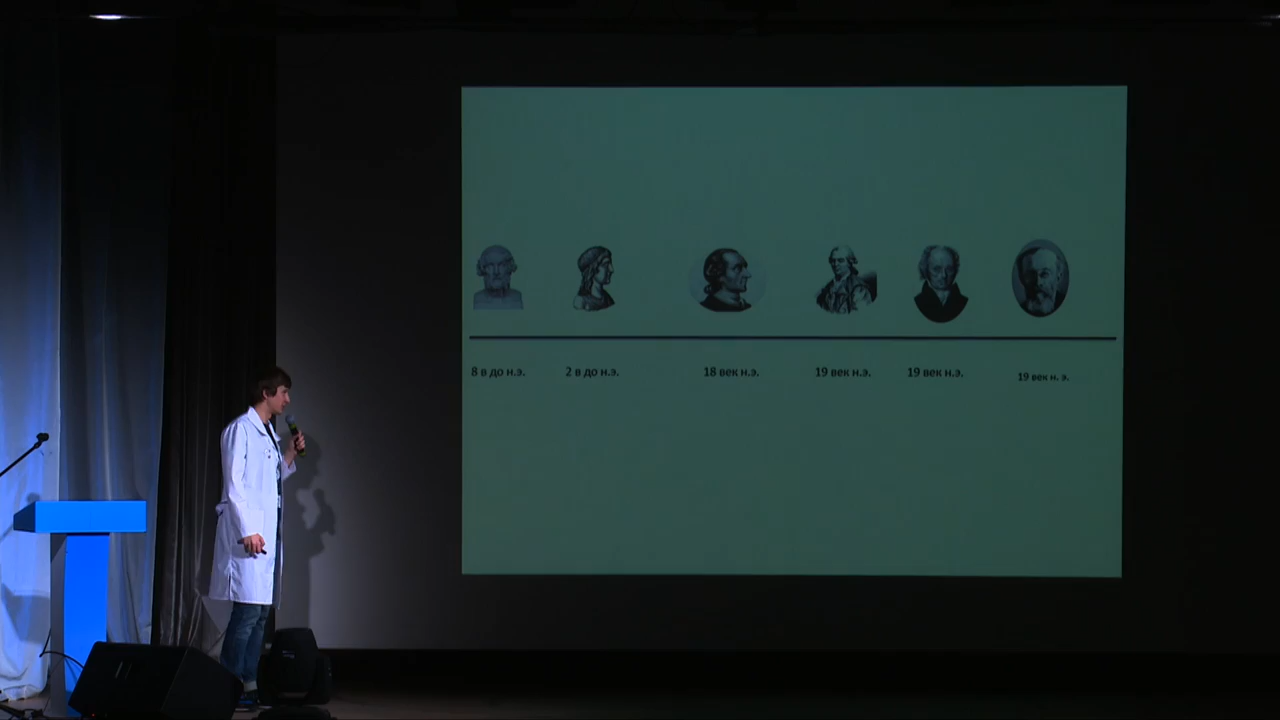 8 в до н.э.
2 в до н.э.
18 век н.э.
19 век н.э.
19 век н.э.
19 век н. э.